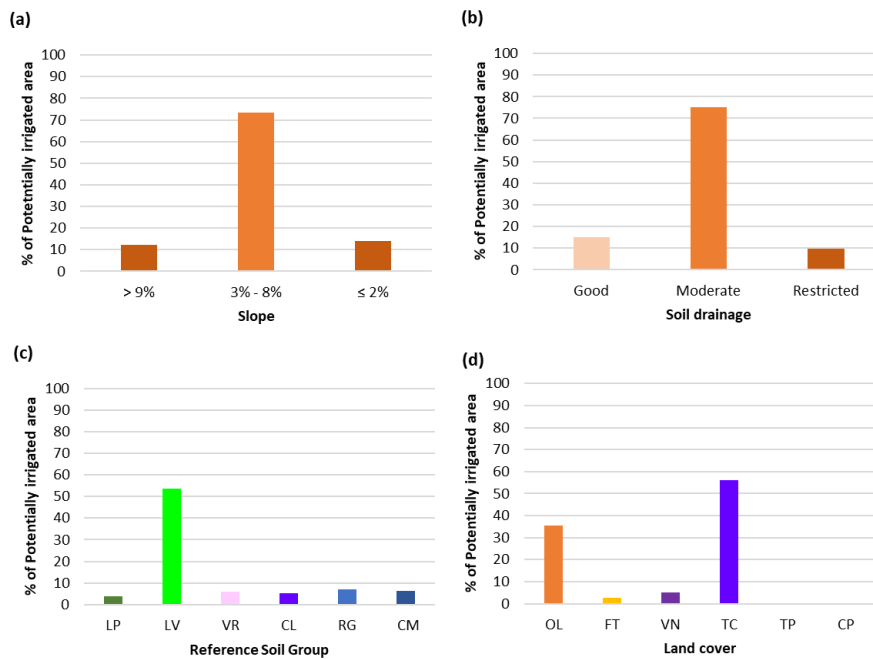 (a)
% of Potetntially irrigated area
100
90
80
70
60
50
40
30
20
10
0
> 9% 3% - 8% ≤ 2%
Slope
(b)
% of Potentially irrigated area
100
90
80
70
60
50
40
30
20
10
0
Good Moderate Restricted
Soil drainage
(c)
% of Potentially irrigated area
100
90
80
70
60
50
40
30
20
10
0
LP LV VR CL RG CM
Reference Soil Group
(d)
% of Potentially irrigated area
100
90
80
70
60
50
40
30
20
10
0
OL FT VN TC TP CP
Land cover